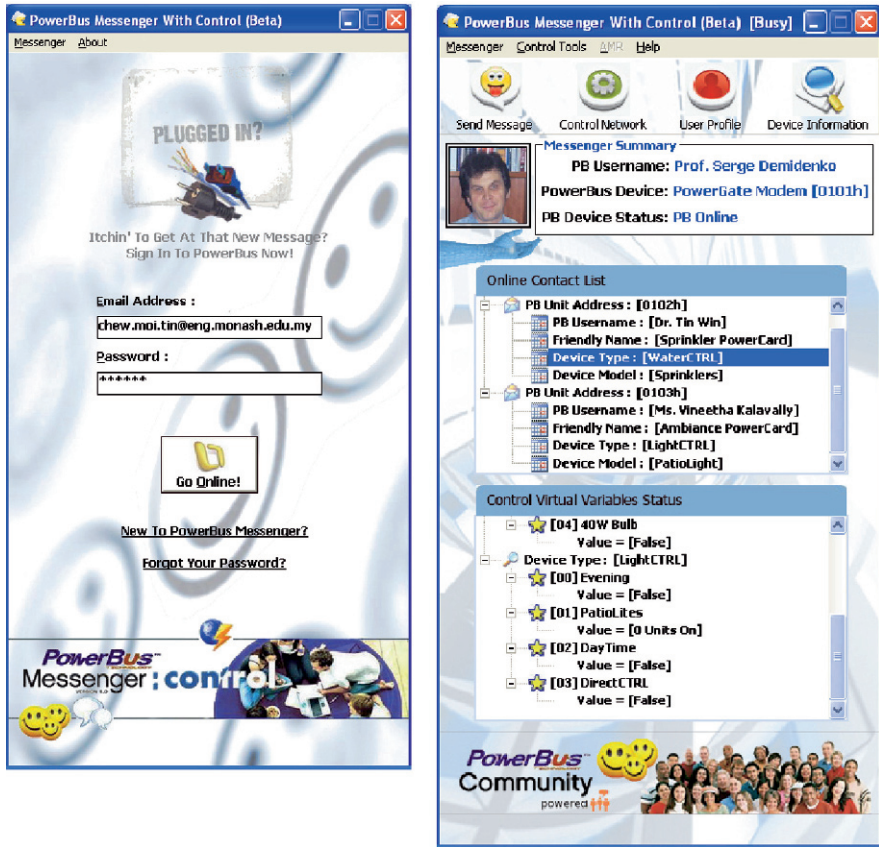 PowerBus Messenger With Control (Beta)
Messenger About
PLUGGED IN?
Itchin' To Get At That New Message?
Sign In To PowerBus Now!
Email Address :
chew.moi.tin@eng.monash.edu.my
Password :
******
Go Online!
New To PowerBus Messenger?
Forgot Your Password?
PowerBus™
TECHNOLOGY
Messenger : control
VERSION 1.0
PowerBus Messenger With Control (Beta) [Busy]
Messenger Control Tools AMR Help
Send Message Control Network User Profile Device Information
Messenger Summary
PB Username: Prof. Serge Demidenko
PowerBus Device: PowerGate Modem [0101h]
PB Device Status: PB Online
Online Contact List
PB Unit Address : [0102h]
PB Username : [Dr. Tin Win]
Friendly Name : [Sprinkler PowerCard]
Device Type : [WaterCTRL]
Device Model : [Sprinklers]
PB Unit Address : [0103h]
PB Username : [Ms. Vineetha Kalavally]
Friendly Name : [Ambiance PowerCard]
Device Type : [LightCTRL]
Device Model : [PatioLight]
Control Virtual Variables Status
[04] 40W Bulb
Value = [False]
Device Type : [LightCTRL]
[00] Evening
Value = [False]
[01] PatioLites
Value = [0 Units On]
[02] DayTime
Value = [False]
[03] DirectCTRL
Value = [False]
PowerBus™
TECHNOLOGY
Community
powered